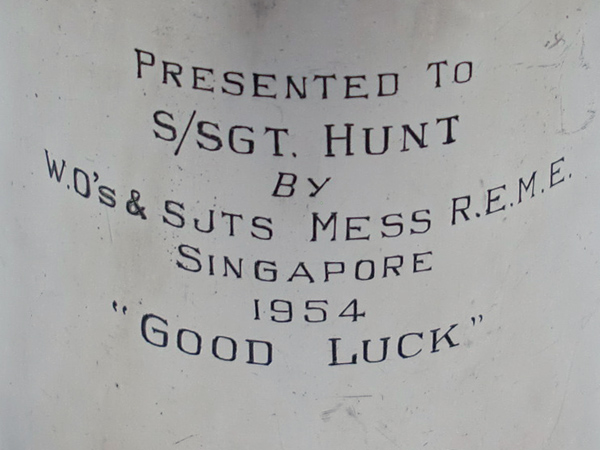 PRESENTED TO
S/SGT. HUNT
BY
W.O's & SJTS MESS R.E.M.E.
SINGAPORE
1954
"GOOD LUCK"